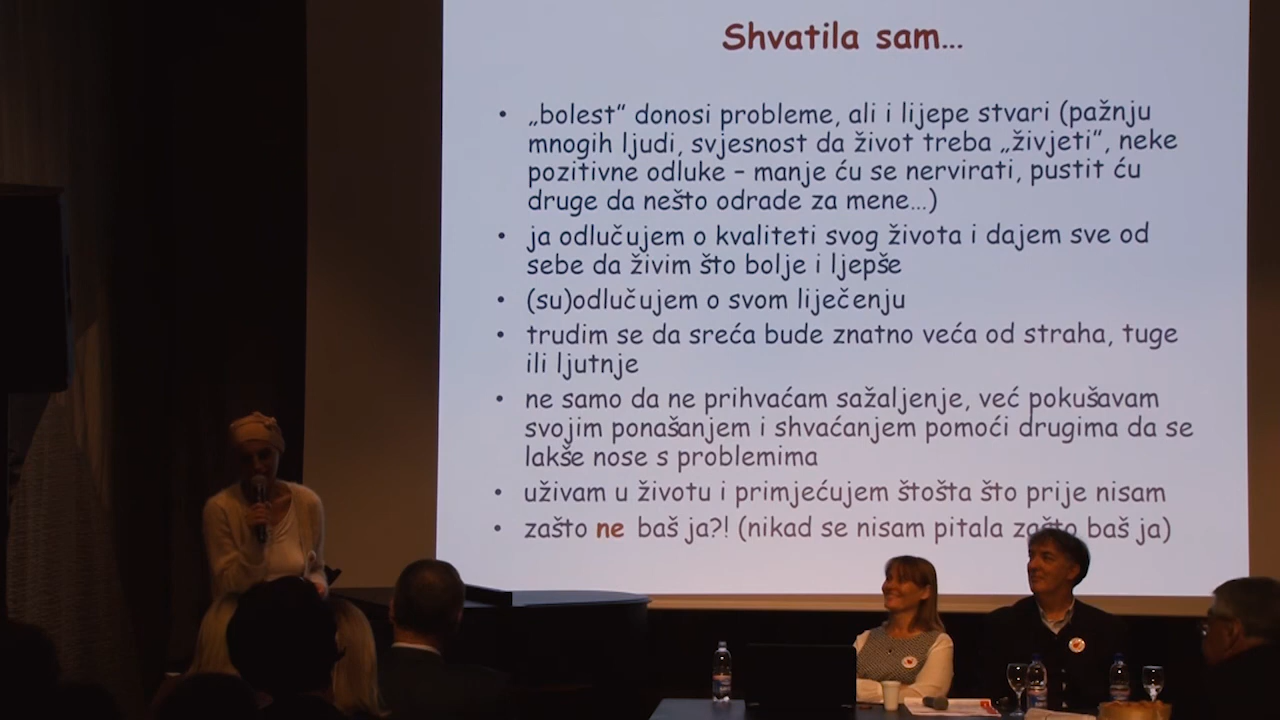 Shvatila sam...
• „bolest" donosi probleme, ali i lijepe stvari (pažnju
mnogih ljudi, svjesnost da život treba „živjeti", neke
pozitivne odluke – manje ću se nervirati, pustit ću
druge da nešto odrade za mene...)
• ja odlučujem o kvaliteti svog života i dajem sve od
sebe da živim što bolje i ljepše
• (su)odlučujem o svom liječenju
• trudim se da sreća bude znatno veća od straha, tuge
ili ljutnje
• ne samo da ne prihvaćam sažaljenje, već pokušavam
svojim ponašanjem i shvaćanjem pomoći drugima da se
lakše nose s problemima
• uživam u životu i primjećujem štošta što prije nisam
• zašto ne baš ja?! (nikad se nisam pitala zašto baš ja)